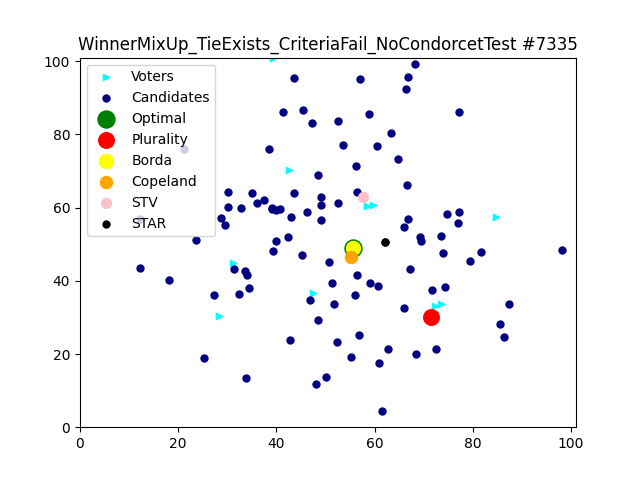 WinnerMixUp_TieExists_CriteriaFail_NoCondorcetTest #7335
100
80
60
40
20
0
Voters
Candidates
Optimal
Plurality
Borda
Copeland
STV
STAR
0 20 40 60 80 100